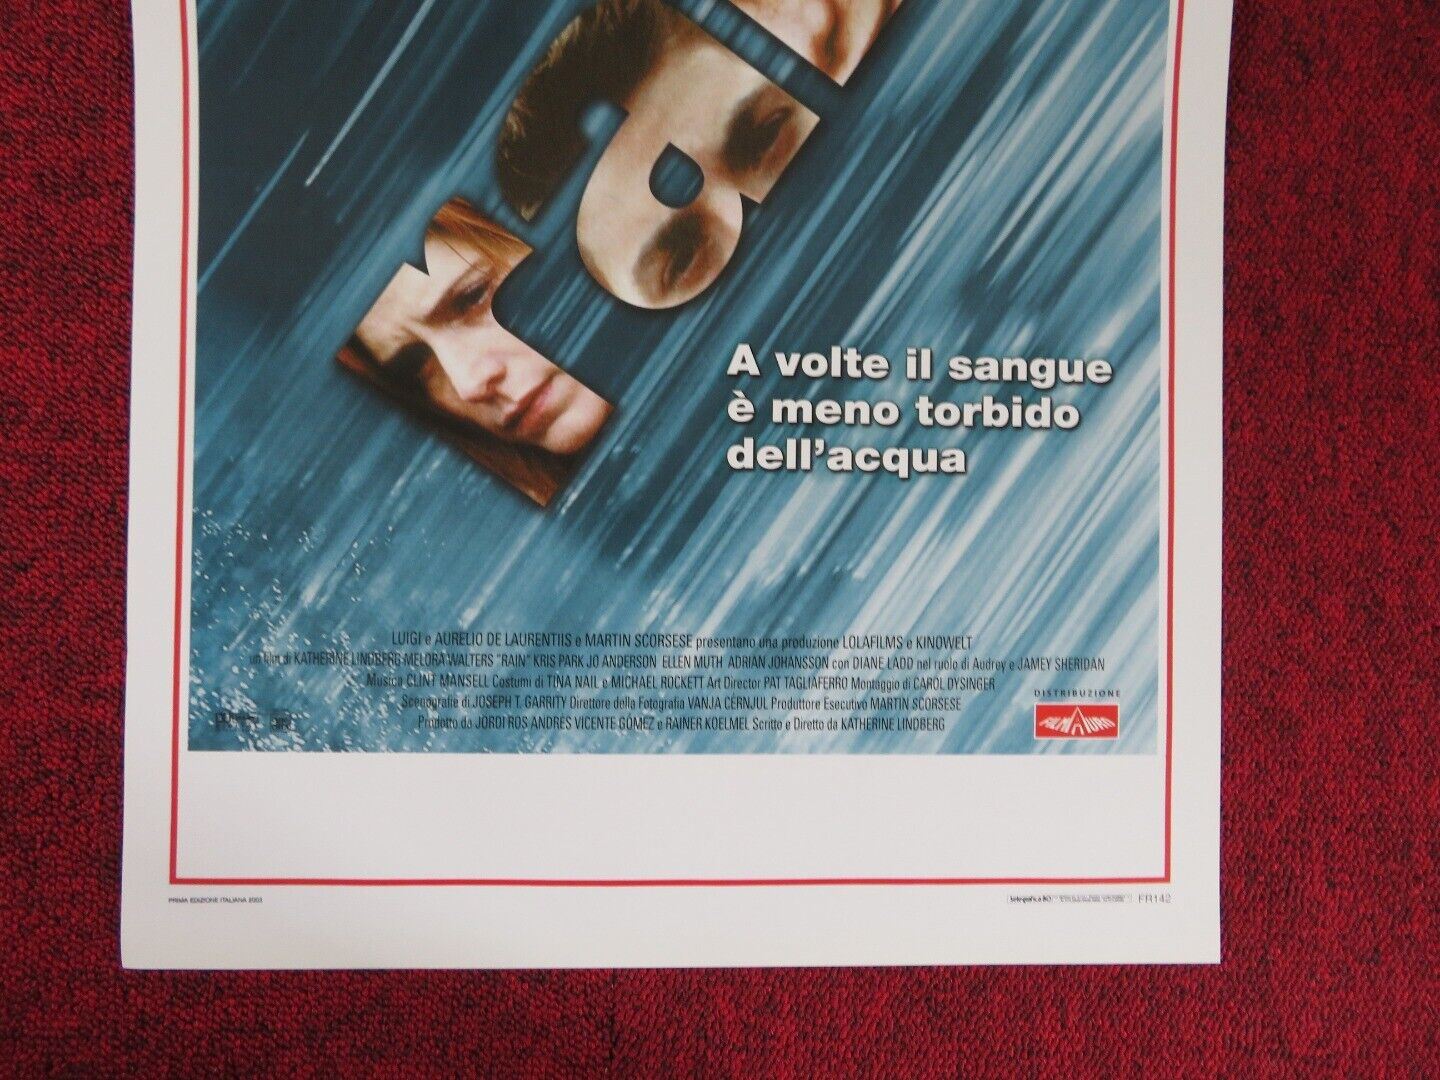 rai
A volte il sangue
è meno torbido
dell'acqua
LUIGI e AURELIO DE LAURENTIIS e MARTIN SCORSESE presentano una produzione LOLAFILMS e KINOWELT
un film di KATHERINE LINDBERG MELORA WALTERS "RAIN" KRIS PARK JO ANDERSON ELLEN MUTH ADRIAN JOHANSSON con DIANE LADD nel ruolo di Audrey e JAMEY SHERIDAN
Musica CLINT MANSELL Costumi di TINA NAIL e MICHAEL ROCKETT Art Director PAT TAGLIAFERRO Montaggio di CAROL DYSINGER
Scenografie di JOSEPH T. GARRITY Direttore della Fotografia VANJA CERNJUL Produttore Esecutivo MARTIN SCORSESE
Prodotto da JORDI ROS ANDRÉS VICENTE GÓMEZ e RAINER KOELMEL Scritto e Diretto da KATHERINE LINDBERG
DISTRIBUZIONE
FILMAURO
PRIMA EDIZIONE ITALIANA 2003
FR142